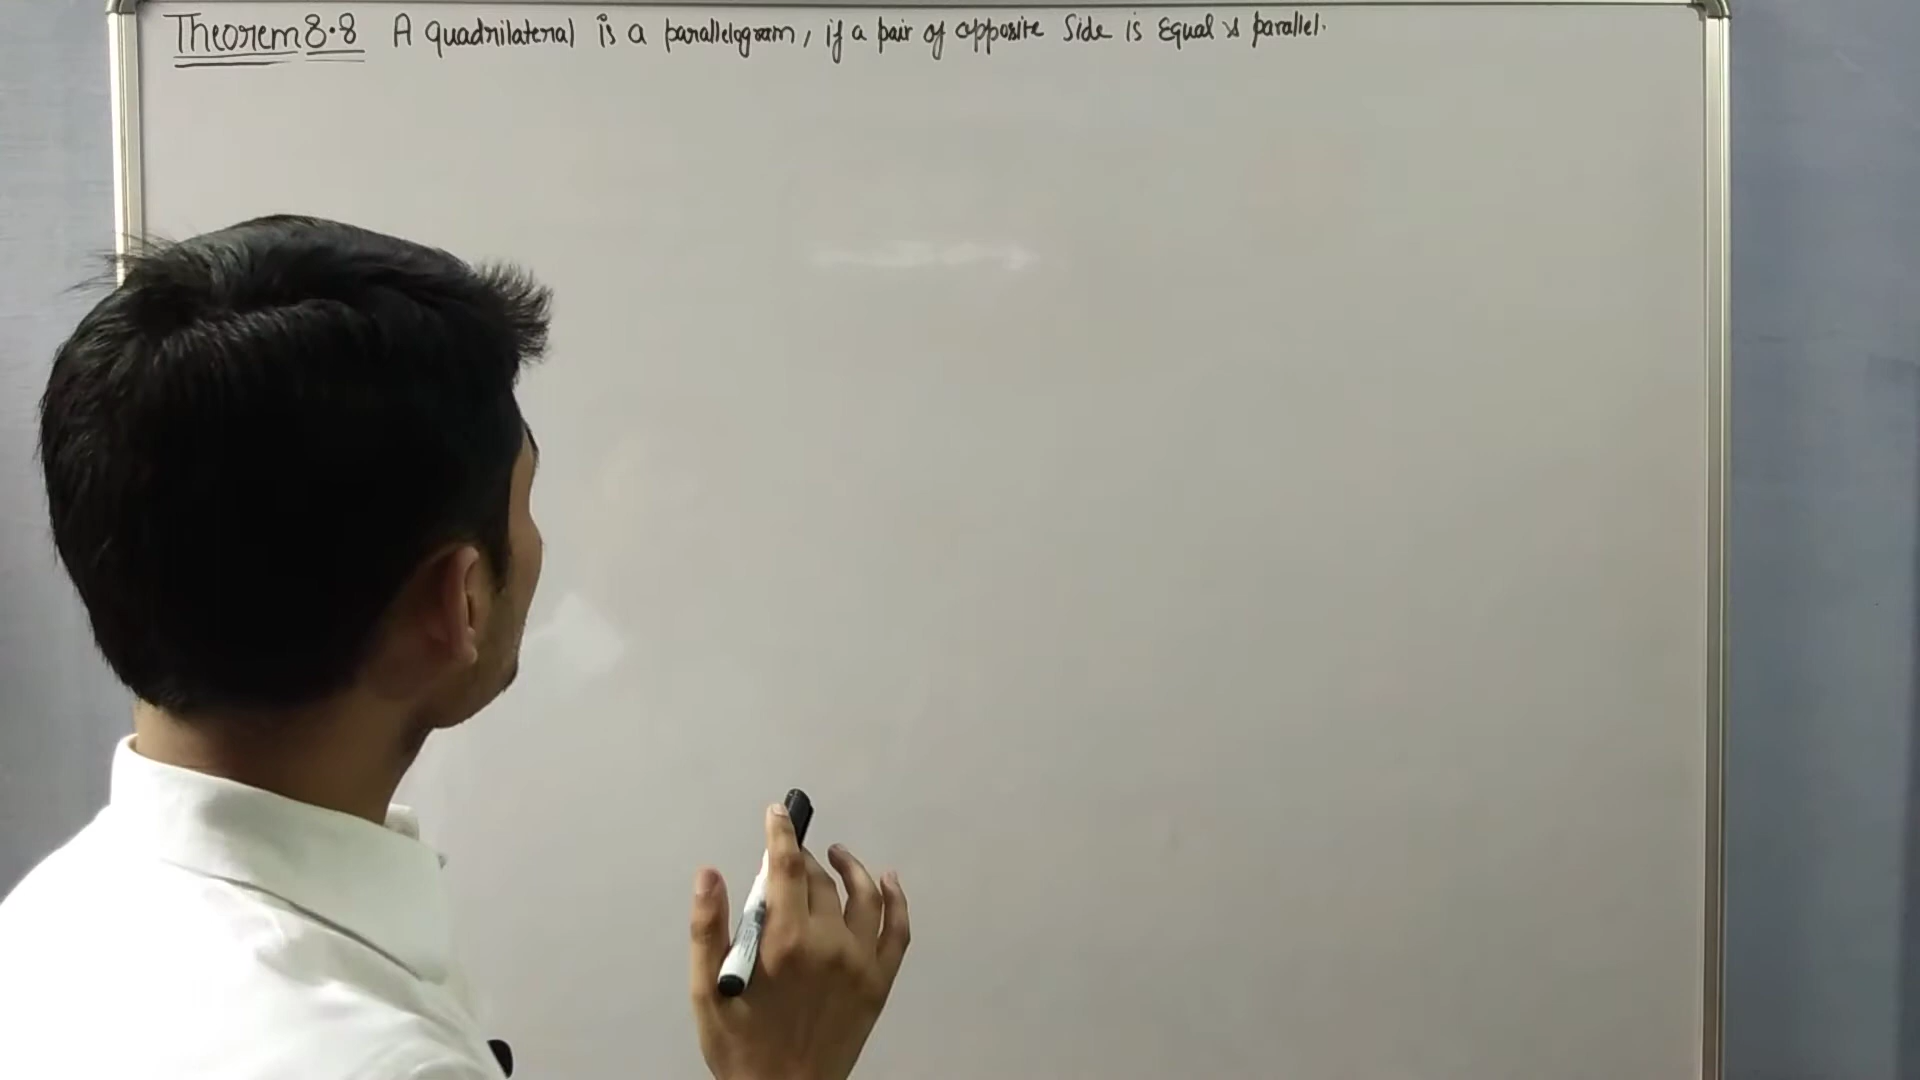 Theorem 8.8 A quadrilateral is a parallelogram, if a pair of opposite side is Equal & parallel.